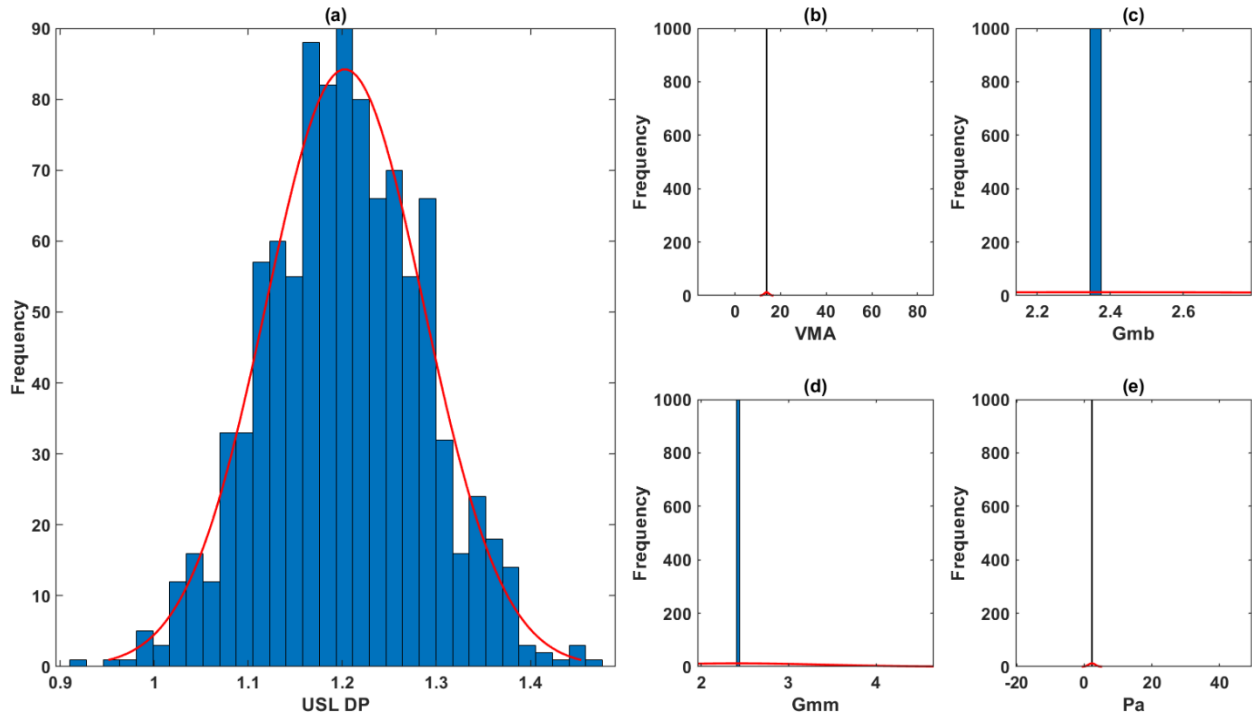 (a)
90
80
70
60
50
40
30
20
10
0
Frequency
0.9 1 1.1 1.2 1.3 1.4
USL DP
(b)
1000
800
600
400
200
0
Frequency
0 20 40 60 80
VMA
(c)
1000
800
600
400
200
0
Frequency
2.2 2.4 2.6
Gmb
(d)
1000
800
600
400
200
0
Frequency
2 3 4
Gmm
(e)
1000
800
600
400
200
0
Frequency
-20 0 20 40
Pa